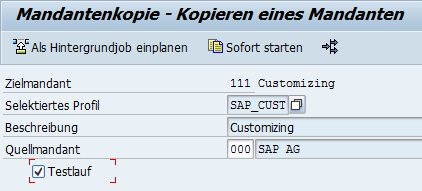 Mandantenkopie - Kopieren eines Mandanten
Als Hintergrundjob einplanen Sofort starten
Zielmandant 111 Customizing
Selektiertes Profil SAP_CUST
Beschreibung Customizing
Quellmandant 000 SAP AG
Testlauf